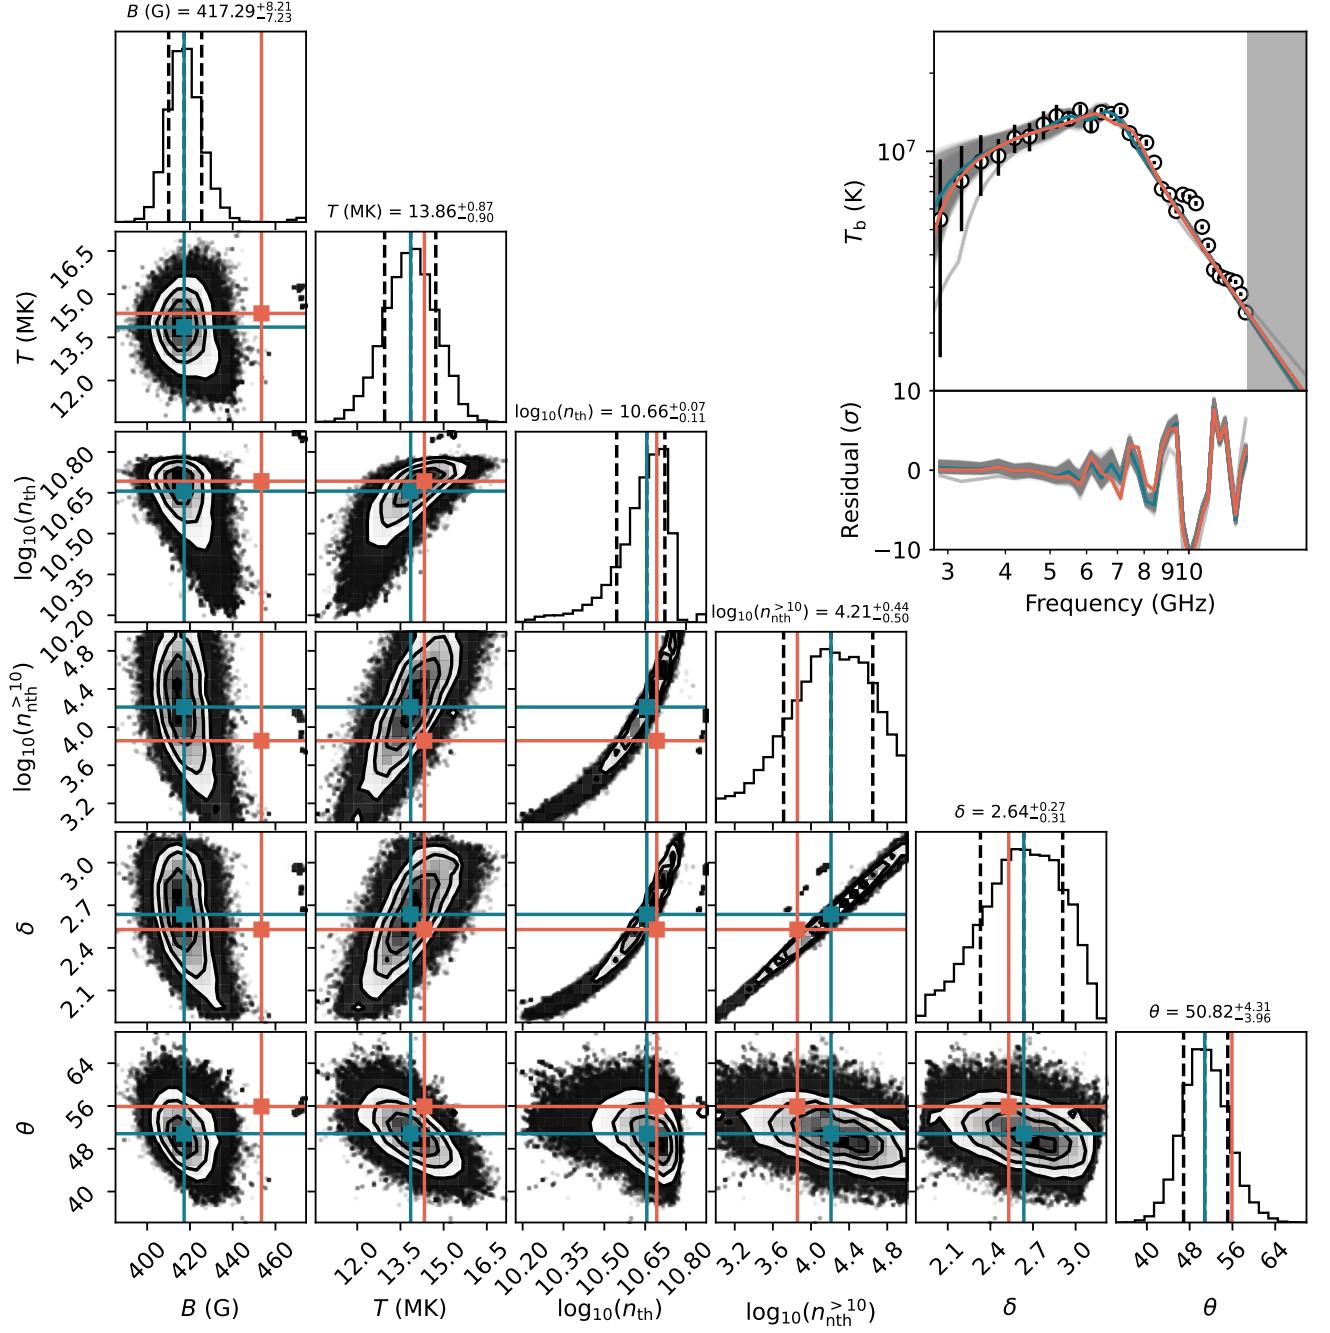 B (G) = 417.29+8.21−7.23
T (MK) = 13.86+0.87−0.90
log10(nth) = 10.66+0.07−0.11
log10(nnth>10) = 4.21+0.44−0.50
δ = 2.64+0.27−0.31
θ = 50.82+4.31−3.96
T (MK)
16.5
15.0
13.5
12.0
log10(nth)
10.80
10.65
10.50
10.35
10.20
log10(nnth>10)
4.8
4.4
4.0
3.6
3.2
δ
3.0
2.7
2.4
2.1
θ
64
56
48
40
400 420 440 460
B (G)
12.0 13.5 15.0 16.5
T (MK)
10.20 10.35 10.50 10.65 10.80
log10(nth)
3.2 3.6 4.0 4.4 4.8
log10(nnth>10)
2.1 2.4 2.7 3.0
δ
40 48 56 64
θ
Tb (K)
107
Residual (σ)
10
0
−10
3 4 5 6 7 8 9 10
Frequency (GHz)